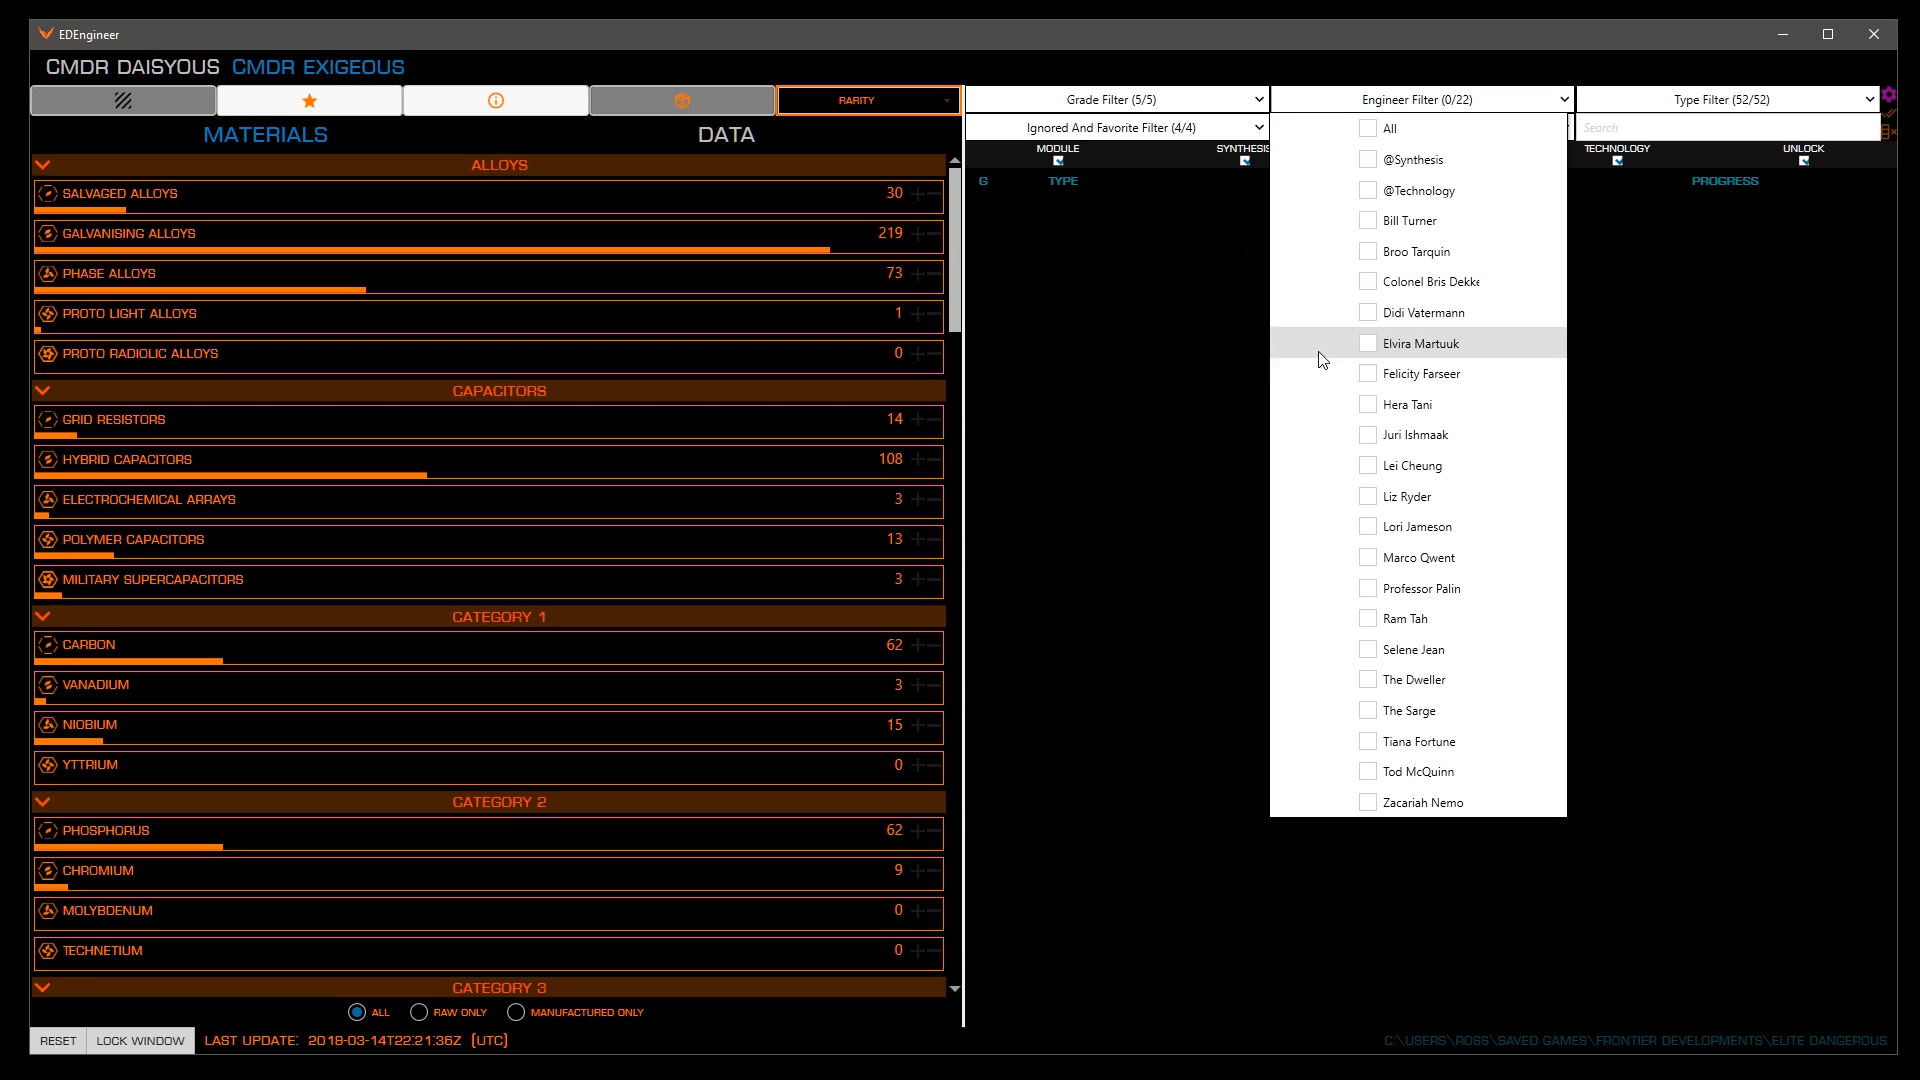 EDEngineer
CMDR DAISYOUS CMDR EXIGEOUS
RARITY
Grade Filter (5/5)
Engineer Filter (0/22)
Type Filter (52/52)
Ignored And Favorite Filter (4/4)
Search
MATERIALS
DATA
MODULE
SYNTHESIS
TECHNOLOGY
UNLOCK
G
TYPE
PROGRESS
ALLOYS
SALVAGED ALLOYS 30
GALVANISING ALLOYS 219
PHASE ALLOYS 73
PROTO LIGHT ALLOYS 1
PROTO RADIOLIC ALLOYS 0
CAPACITORS
GRID RESISTORS 14
HYBRID CAPACITORS 108
ELECTROCHEMICAL ARRAYS 3
POLYMER CAPACITORS 13
MILITARY SUPERCAPACITORS 3
CATEGORY 1
CARBON 62
VANADIUM 3
NIOBIUM 15
YTTRIUM 0
CATEGORY 2
PHOSPHORUS 62
CHROMIUM 9
MOLYBDENUM 0
TECHNETIUM 0
CATEGORY 3
ALL
RAW ONLY
MANUFACTURED ONLY
All
@Synthesis
@Technology
Bill Turner
Broo Tarquin
Colonel Bris Dekke
Didi Vatermann
Elvira Martuuk
Felicity Farseer
Hera Tani
Juri Ishmaak
Lei Cheung
Liz Ryder
Lori Jameson
Marco Qwent
Professor Palin
Ram Tah
Selene Jean
The Dweller
The Sarge
Tiana Fortune
Tod McQuinn
Zacariah Nemo
RESET
LOCK WINDOW
LAST UPDATE: 2018-03-14T22:21:36Z (UTC)
C:\USERS\ROSS\SAVED GAMES\FRONTIER DEVELOPMENTS\ELITE DANGEROUS